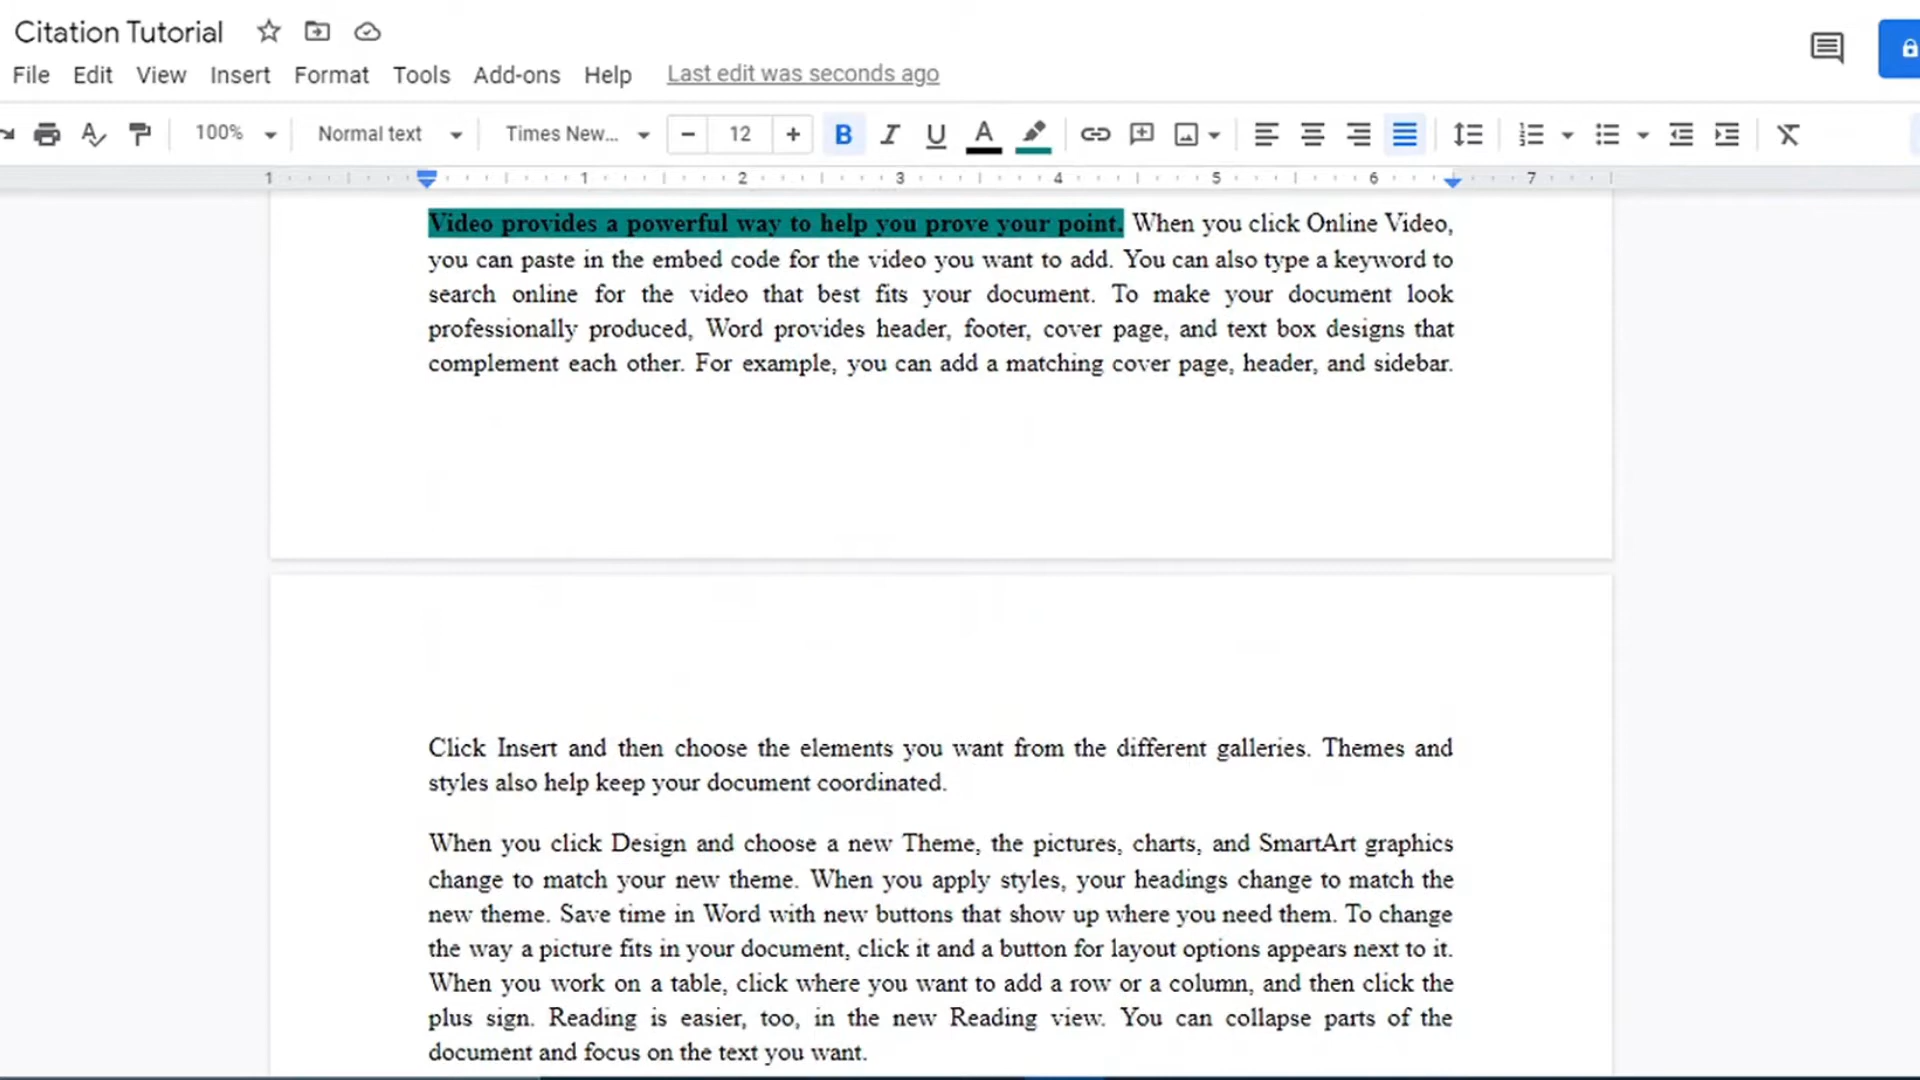 Citation Tutorial
File Edit View Insert Format Tools Add-ons Help Last edit was seconds ago
100% Normal text Times New... 12 B I U A
1 1 2 3 4 5 6 7
Video provides a powerful way to help you prove your point. When you click Online Video,
you can paste in the embed code for the video you want to add. You can also type a keyword to
search online for the video that best fits your document. To make your document look
professionally produced, Word provides header, footer, cover page, and text box designs that
complement each other. For example, you can add a matching cover page, header, and sidebar.
Click Insert and then choose the elements you want from the different galleries. Themes and
styles also help keep your document coordinated.
When you click Design and choose a new Theme, the pictures, charts, and SmartArt graphics
change to match your new theme. When you apply styles, your headings change to match the
new theme. Save time in Word with new buttons that show up where you need them. To change
the way a picture fits in your document, click it and a button for layout options appears next to it.
When you work on a table, click where you want to add a row or a column, and then click the
plus sign. Reading is easier, too, in the new Reading view. You can collapse parts of the
document and focus on the text you want.